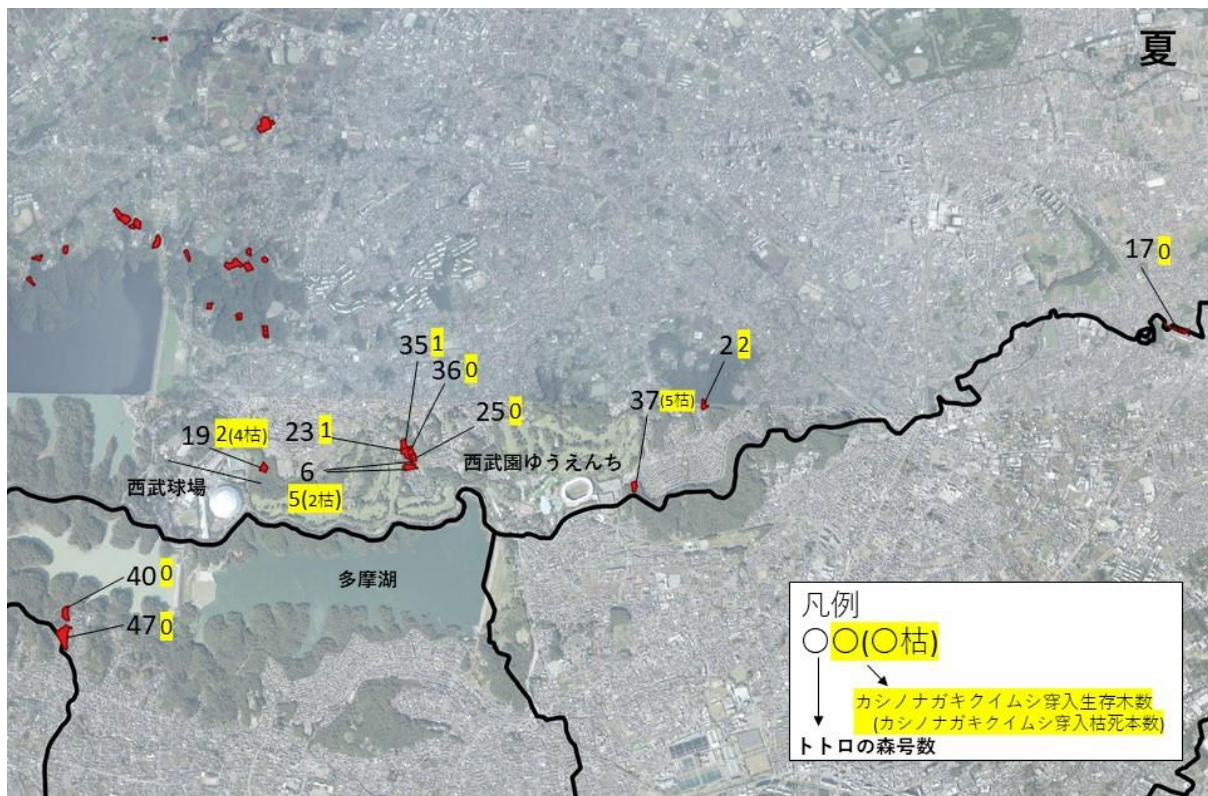 夏
17 0
35 1
36 0
2 2
25 0
37(5枯)
19 2(4枯)
23 1
6
5(2枯)
西武園ゆうえんち
西武球場
40 0
多摩湖
47 0
凡例
○○(○枯)
カシノナガキクイムシ穿入生存木数
(カシノナガキクイムシ穿入枯死本数)
トトロの森号数